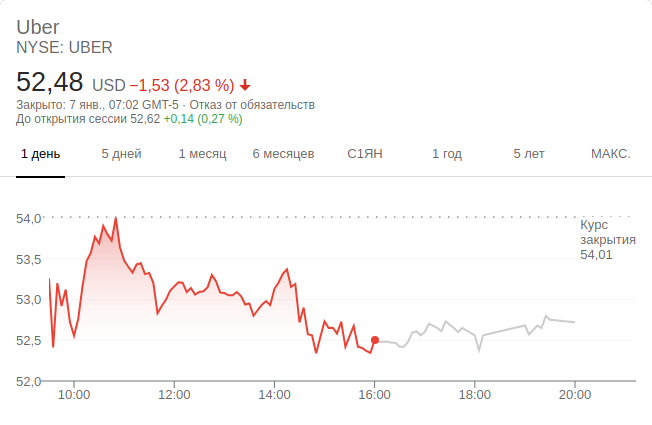 Uber
NYSE: UBER
52,48 USD −1,53 (2,83 %)
Закрыто: 7 янв., 07:02 GMT-5 · Отказ от обязательств
До открытия сессии 52,62 +0,14 (0,27 %)
1 день 5 дней 1 месяц 6 месяцев С1ЯН 1 год 5 лет МАКС.
54,0
Курс
закрытия
54,01
53,5
53,0
52,5
52,0
10:00 12:00 14:00 16:00 18:00 20:00